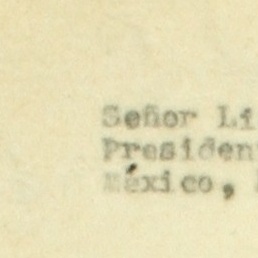 Señor Li
Presiden
México,